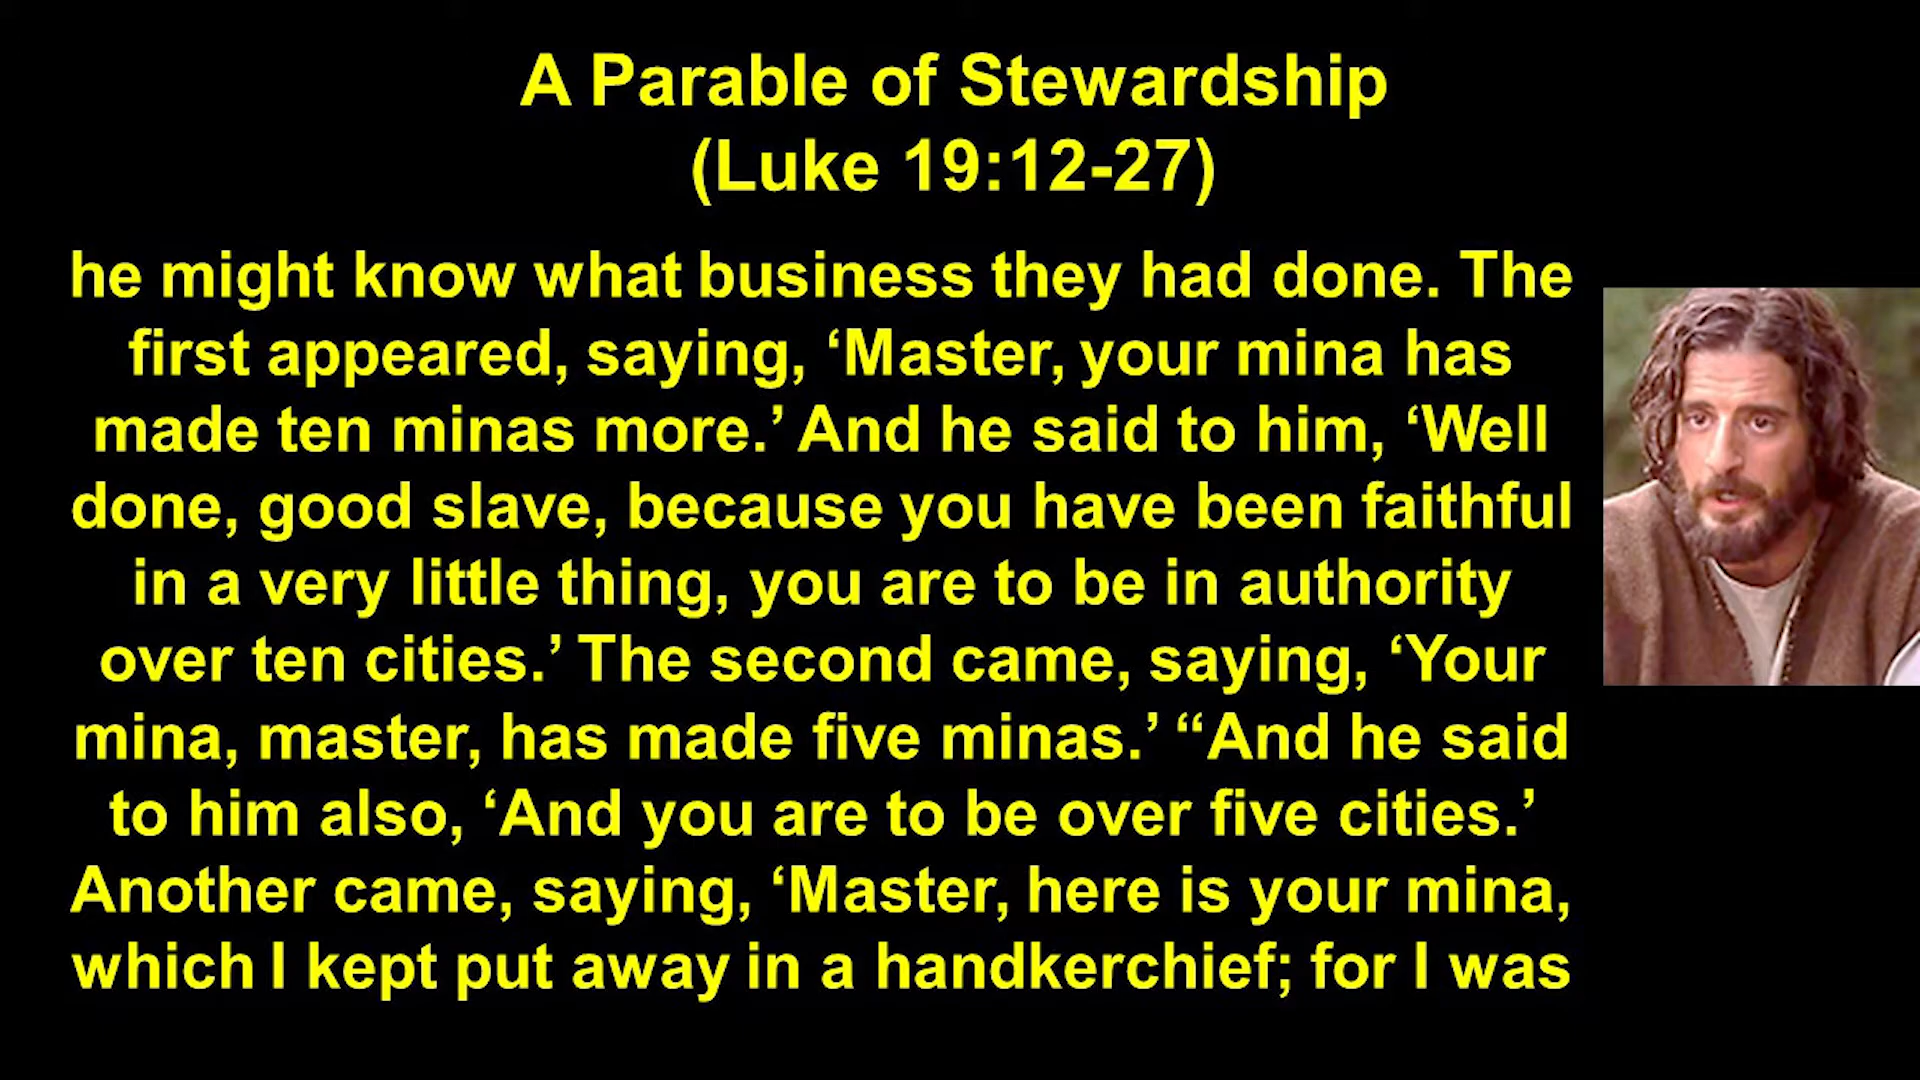 A Parable of Stewardship
(Luke 19:12-27)
he might know what business they had done. The
first appeared, saying, ‘Master, your mina has
made ten minas more.’ And he said to him, ‘Well
done, good slave, because you have been faithful
in a very little thing, you are to be in authority
over ten cities.’ The second came, saying, ‘Your
mina, master, has made five minas.’ “And he said
to him also, ‘And you are to be over five cities.’
Another came, saying, ‘Master, here is your mina,
which I kept put away in a handkerchief; for I was